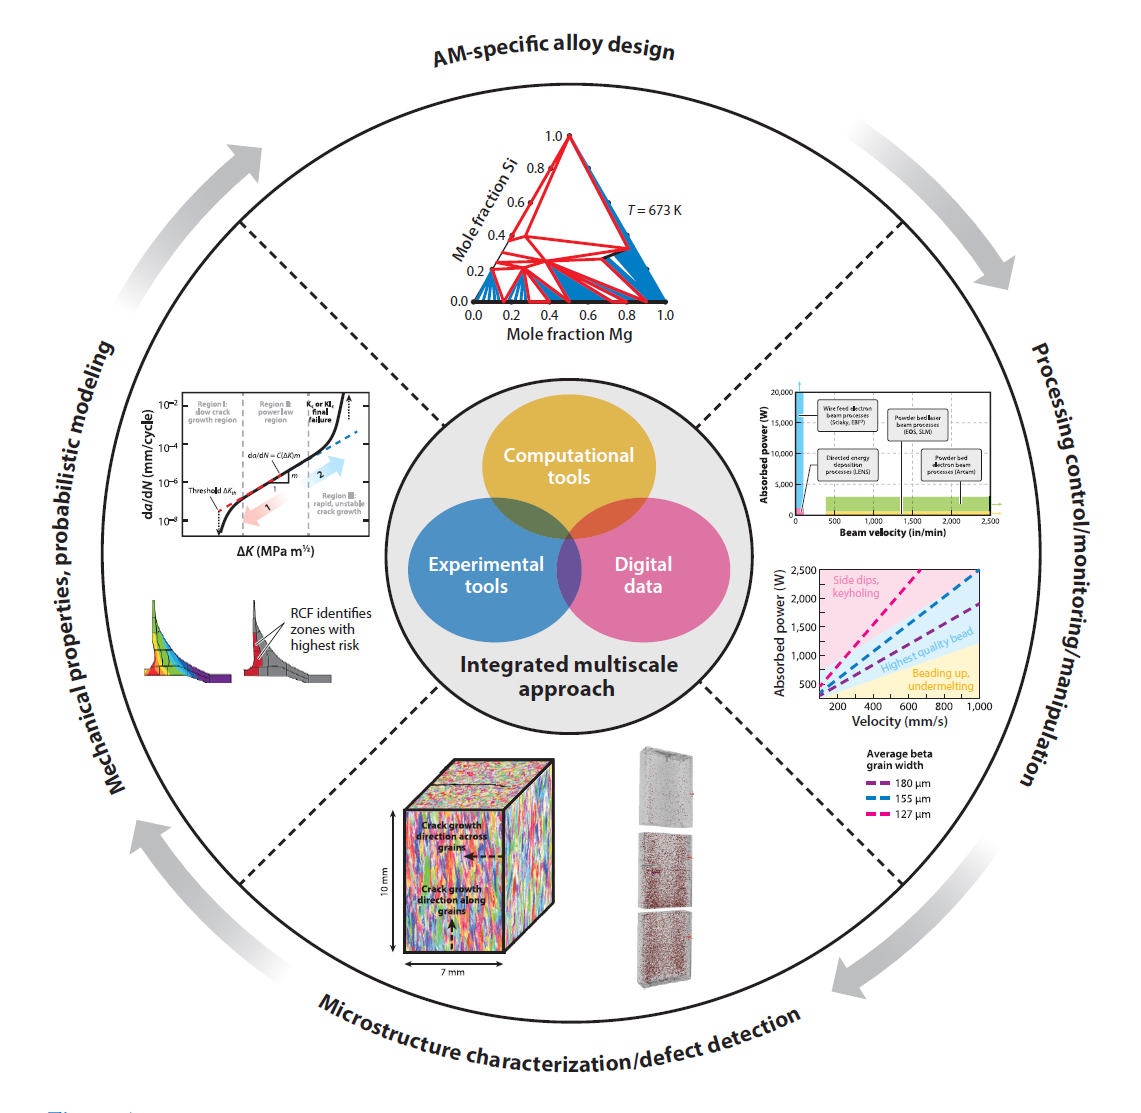 AM-specific alloy design
1.0
0.8
0.6
0.4
0.2
0.0
Mole fraction Si
T = 673 K
0.0 0.2 0.4 0.6 0.8 1.0
Mole fraction Mg
Processing control/monitoring/manipulation
20,000
15,000
10,000
5,000
0
Absorbed power (W)
Wire feed electron
beam processes
(Sciaky, EBF³)
Powder bed laser
beam processes
(EOS, SLM)
Directed energy
deposition
processes (LENS)
Powder bed
electron beam
processes (Arcam)
0 500 1,000 1,500 2,000 2,500
Beam velocity (in/min)
2,500
2,000
1,500
1,000
500
Absorbed power (W)
Side dips,
keyholing
Highest quality bead
Beading up,
undermelting
200 400 600 800 1,000
Velocity (mm/s)
Average beta
grain width
180 µm
155 µm
127 µm
Microstructure characterization/defect detection
Crack growth
direction across
grains
Crack growth
direction along
grains
10 mm
7 mm
Mechanical properties, probabilistic modeling
10⁻²
10⁻⁴
10⁻⁶
10⁻⁸
da/dN (mm/cycle)
Region I:
slow crack
growth region
Region II:
power law
region
final
failure
da/dN = C(ΔK)m
m
1
Threshold ΔKth
1
2
Region III:
rapid, unstable
crack growth
ΔK (MPa m½)
RCF identifies
zones with
highest risk
Computational
tools
Experimental
tools
Digital
data
Integrated multiscale
approach